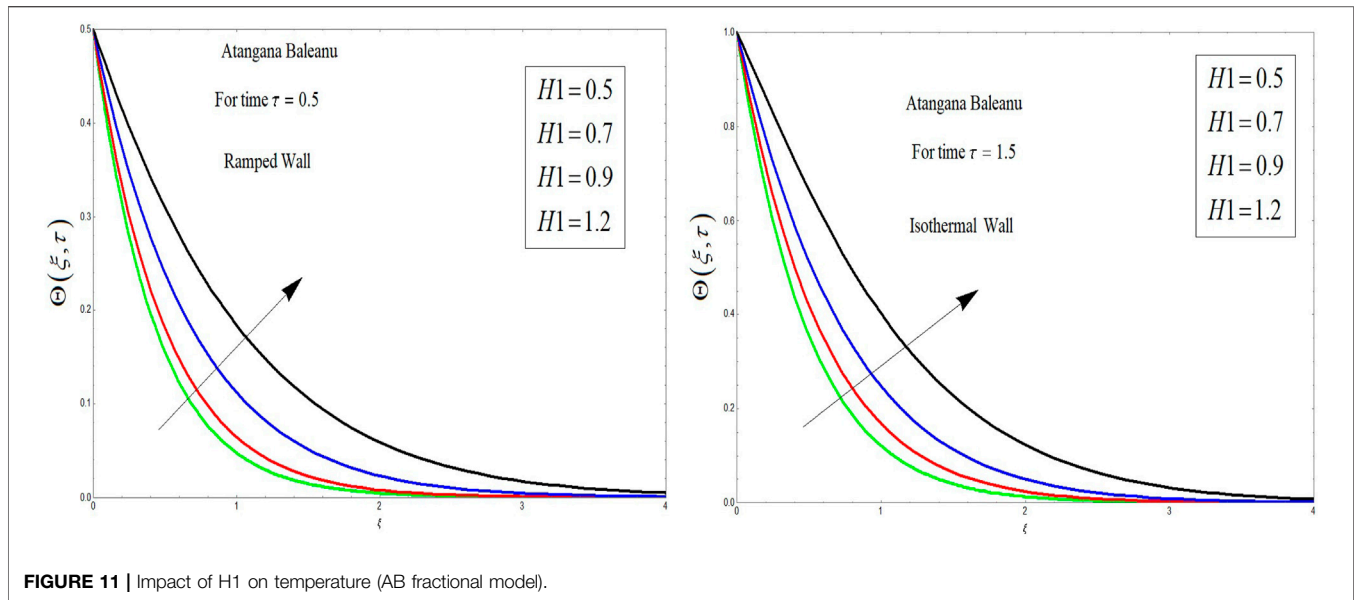 0.5
0.4
0.3
0.2
0.1
0.0
Θ(ξ,τ)
Atangana Baleanu
For time τ = 0.5
Ramped Wall
H1=0.5
H1=0.7
H1=0.9
H1=1.2
0
1
2
3
4
ξ
1.0
0.8
0.6
0.4
0.2
0.0
Θ(ξ,τ)
Atangana Baleanu
For time τ = 1.5
Isothermal Wall
H1=0.5
H1=0.7
H1=0.9
H1=1.2
0
1
2
3
4
ξ
FIGURE 11 | Impact of H1 on temperature (AB fractional model).